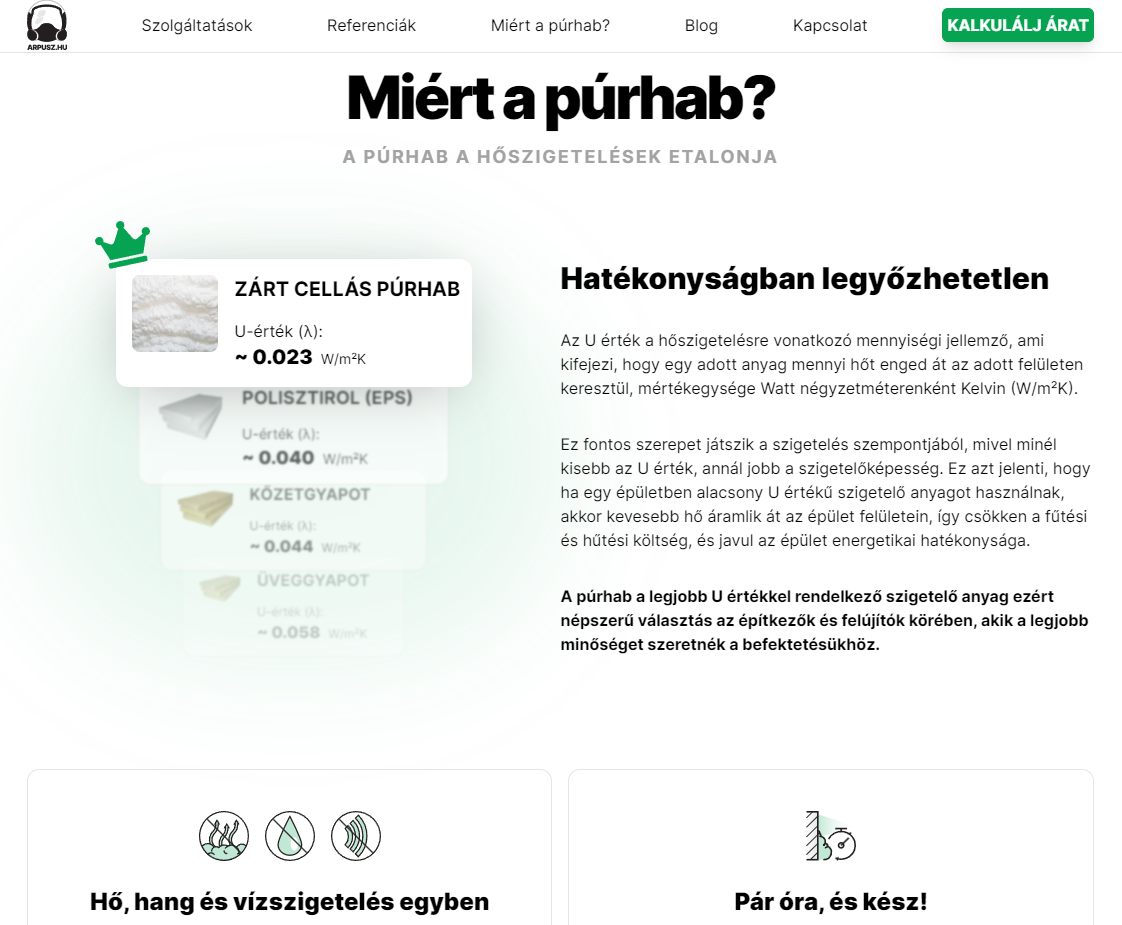 ARPUSZ.HU
Szolgáltatások
Referenciák
Miért a púrhab?
Blog
Kapcsolat
KALKULÁLJ ÁRAT
Miért a púrhab?
A PÚRHAB A HŐSZIGETELÉSEK ETALONJA
ZÁRT CELLÁS PÚRHAB
U-érték (λ):
~ 0.023 W/m²K
POLISZTIROL (EPS)
U-érték (λ):
~ 0.040 W/m²K
KŐZETGYAPOT
U-érték (λ):
~ 0.044 W/m²K
ÜVEGGYAPOT
U-érték (λ):
~ 0.058 W/m²K
Hatékonyságban legyőzhetetlen
Az U érték a hőszigetelésre vonatkozó mennyiségi jellemző, ami
kifejezi, hogy egy adott anyag mennyi hőt enged át az adott felületen
keresztül, mértékegysége Watt négyzetméterenként Kelvin (W/m²K).
Ez fontos szerepet játszik a szigetelés szempontjából, mivel minél
kisebb az U érték, annál jobb a szigetelőképesség. Ez azt jelenti, hogy
ha egy épületben alacsony U értékű szigetelő anyagot használnak,
akkor kevesebb hő áramlik át az épület felületein, így csökken a fűtési
és hűtési költség, és javul az épület energetikai hatékonysága.
A púrhab a legjobb U értékkel rendelkező szigetelő anyag ezért
népszerű választás az építkezők és felújítók körében, akik a legjobb
minőséget szeretnék a befektetésükhöz.
Hő, hang és vízszigetelés egyben
Pár óra, és kész!